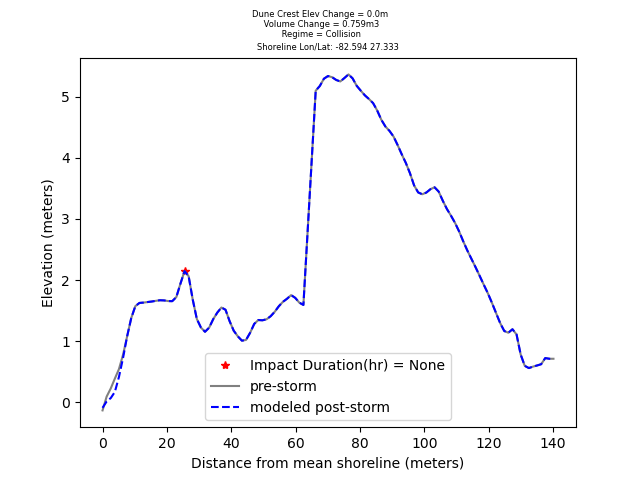 Dune Crest Elev Change = 0.0m
Volume Change = 0.759m3
Regime = Collision
Shoreline Lon/Lat: -82.594 27.333
Elevation (meters)
5
4
3
2
1
0
Impact Duration(hr) = None
pre-storm
modeled post-storm
0 20 40 60 80 100 120 140
Distance from mean shoreline (meters)